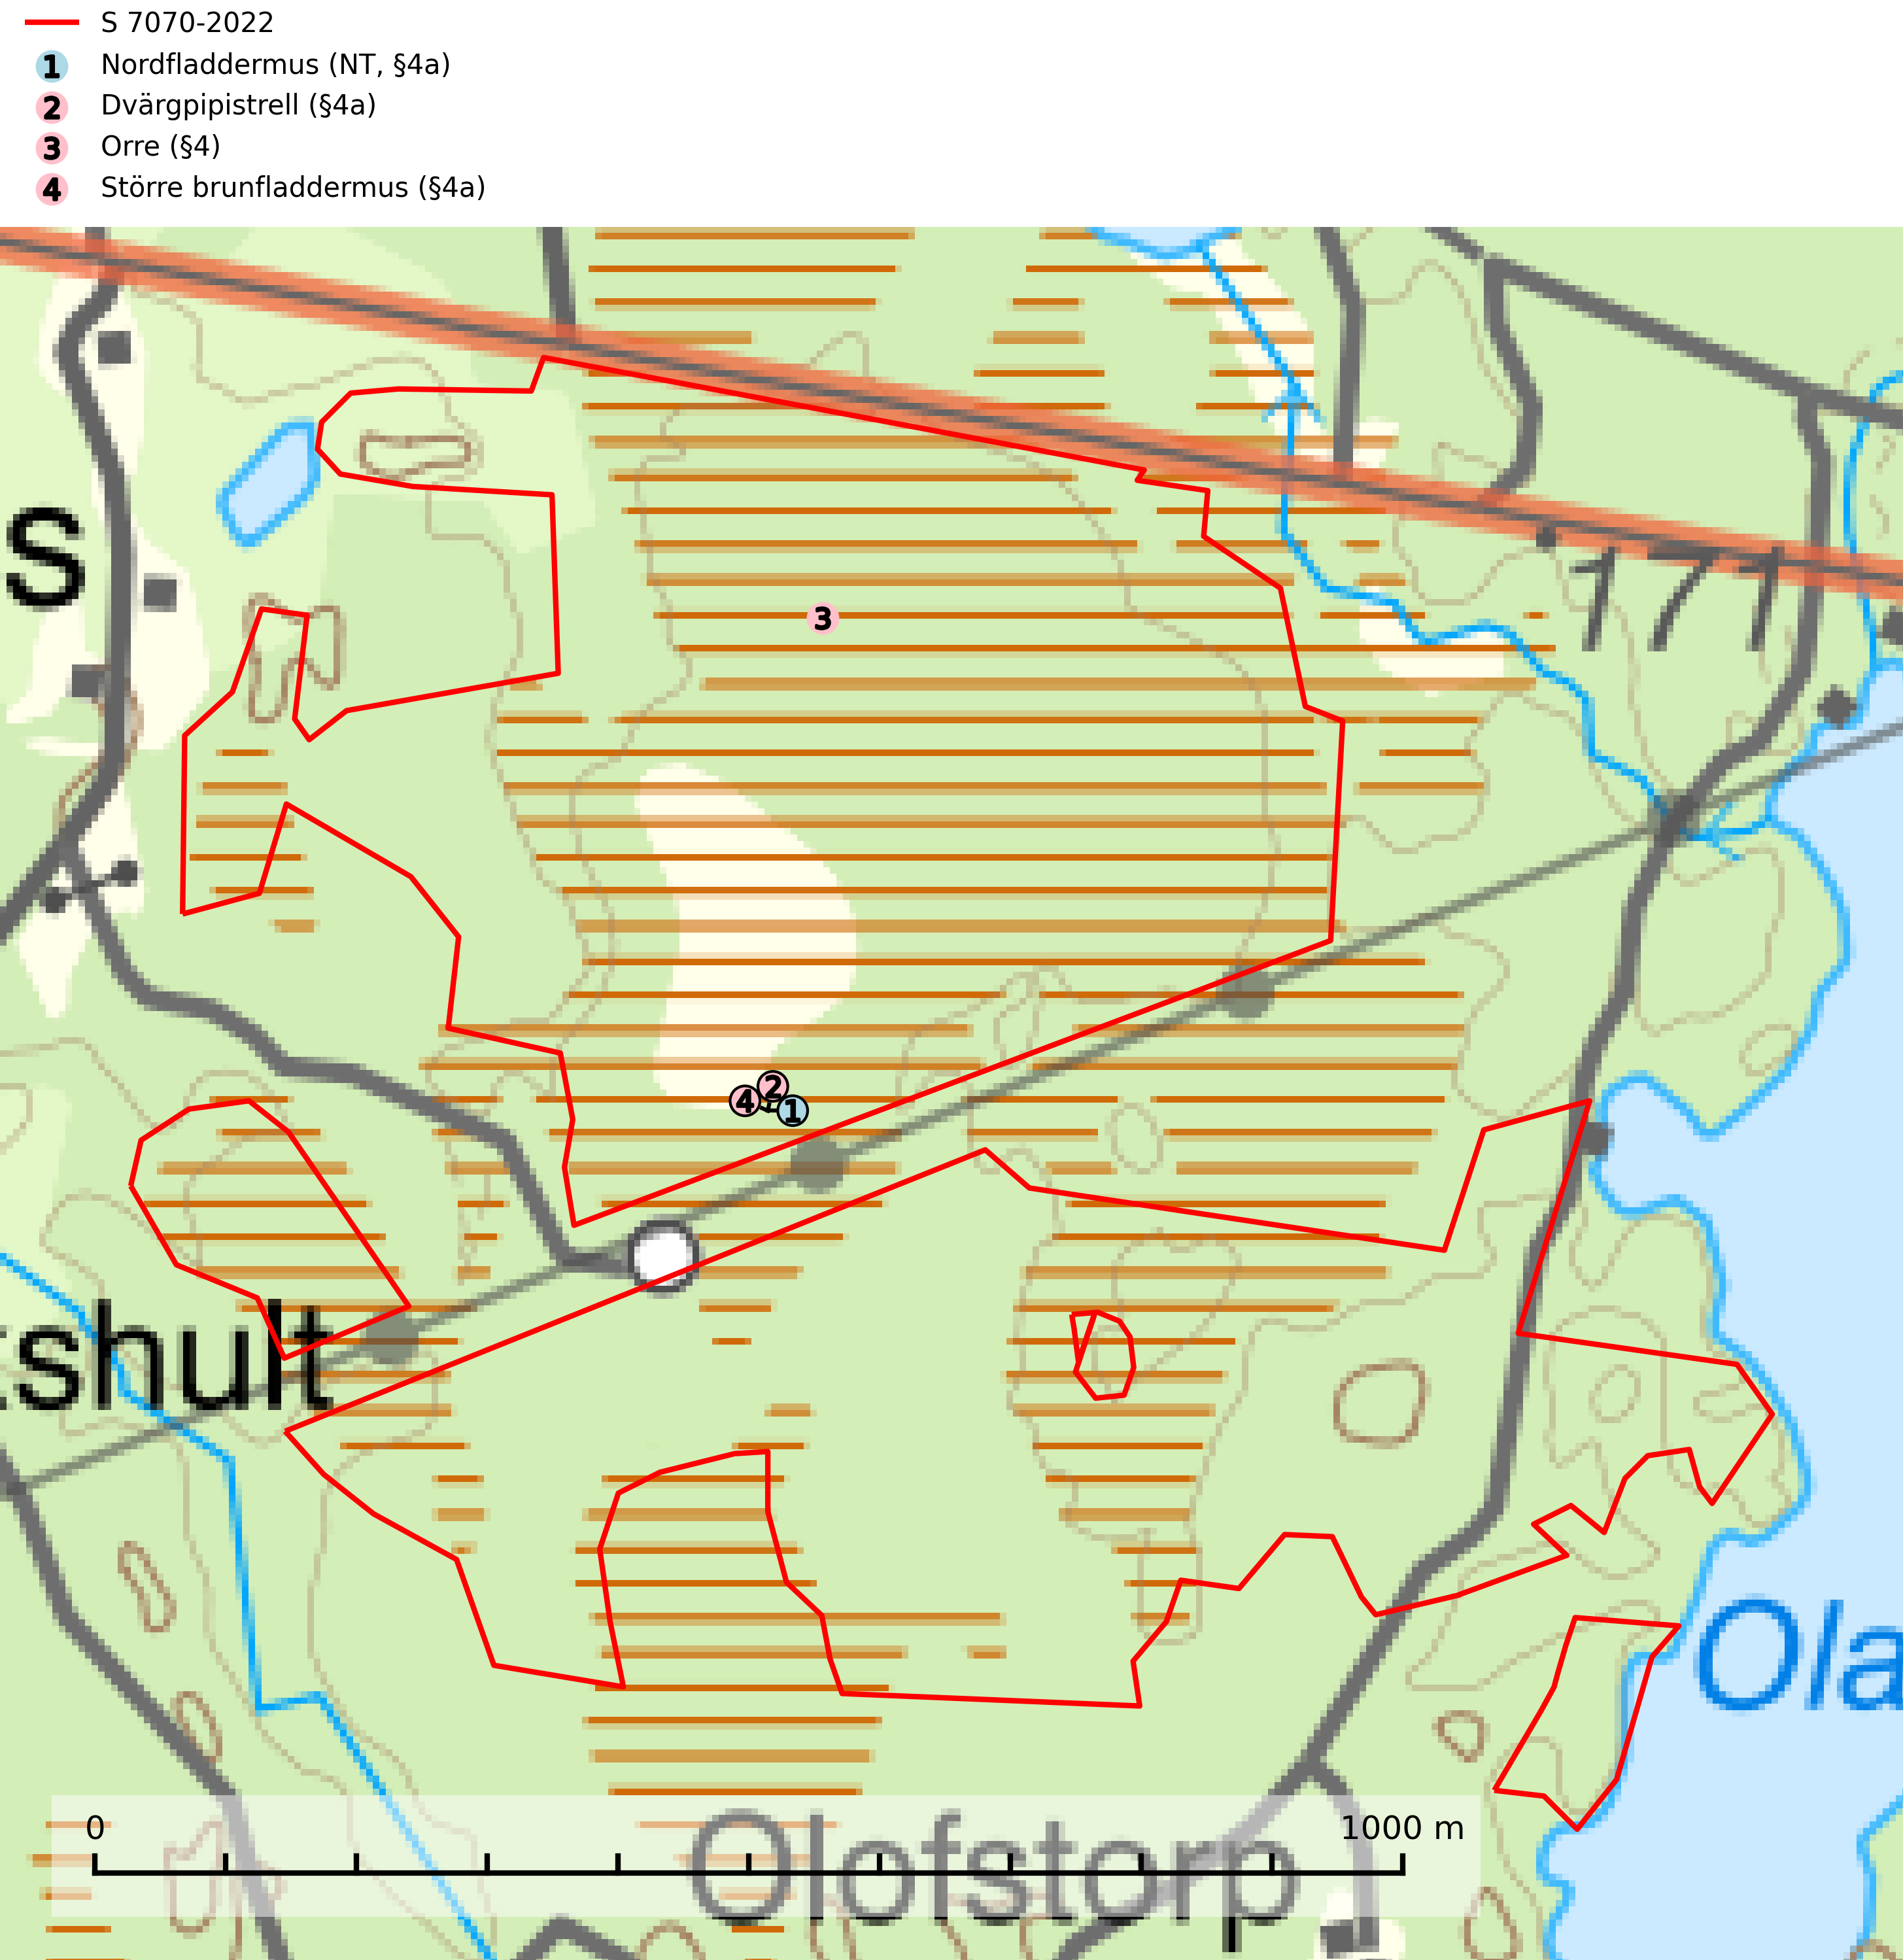 S 7070-2022
1 Nordfladdermus (NT, §4a)
2 Dvärgpipistrell (§4a)
3 Orre (§4)
4 Större brunfladdermus (§4a)
S
177
3
4 2 1
shult
Ola
0 1000 m
Olofstorp